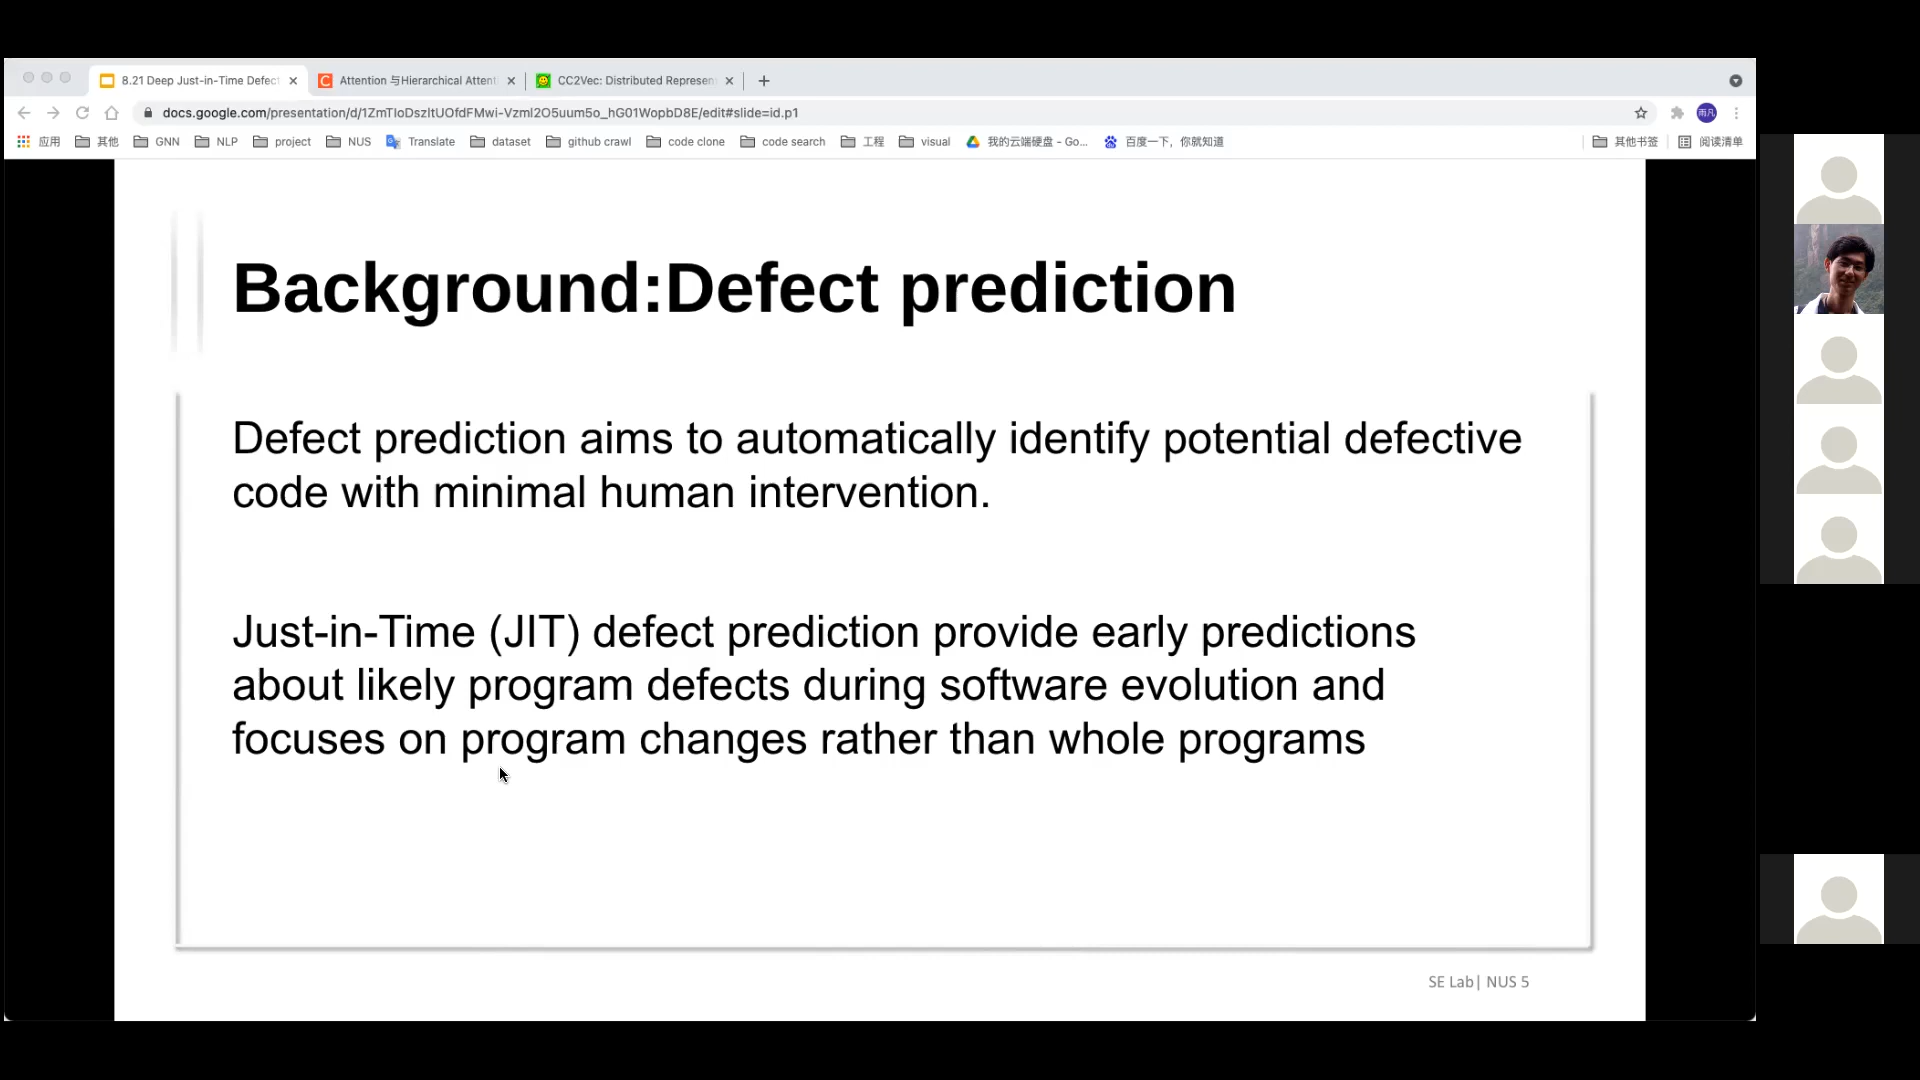 8.21 Deep Just-in-Time Defect
Attention 与Hierarchical Attent
CC2Vec: Distributed Represen
docs.google.com/presentation/d/1ZmTIoDszItUOfdFMwi-Vzml2O5uum5o_hG01WopbD8E/edit#slide=id.p1
雨凡
应用 其他 GNN NLP project NUS Translate dataset github crawl code clone code search 工程 visual 我的云端硬盘 - Go... 百度一下，你就知道 其他书签 阅读清单
Background:Defect prediction
Defect prediction aims to automatically identify potential defective
code with minimal human intervention.
Just-in-Time (JIT) defect prediction provide early predictions
about likely program defects during software evolution and
focuses on program changes rather than whole programs
SE Lab| NUS 5